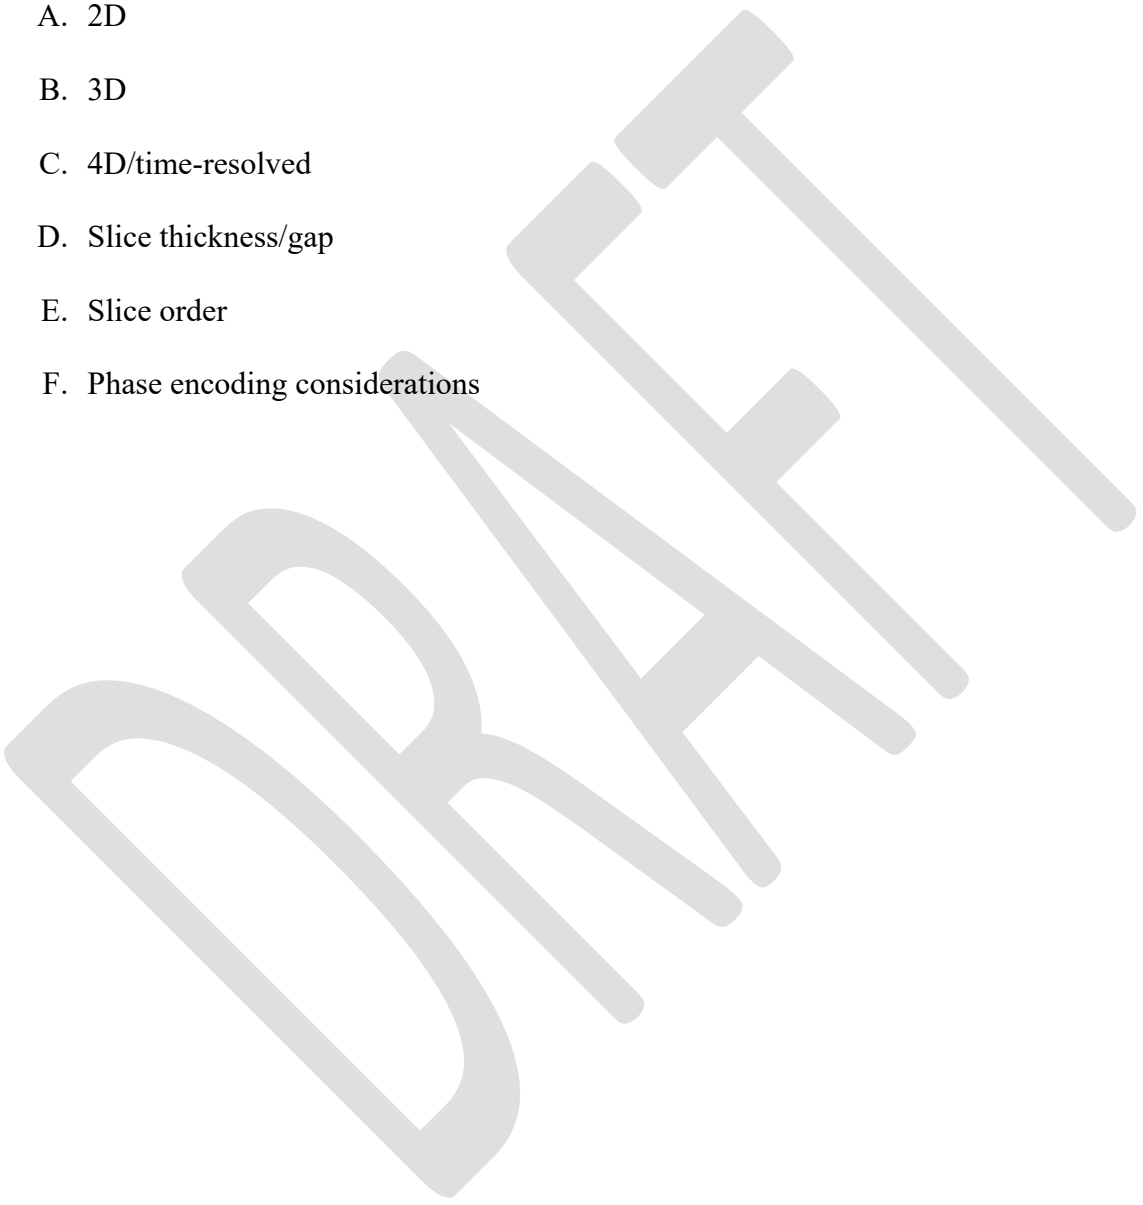 A. 2D
B. 3D
C. 4D/time-resolved
D. Slice thickness/gap
E. Slice order
F. Phase encoding considerations
DRAFT